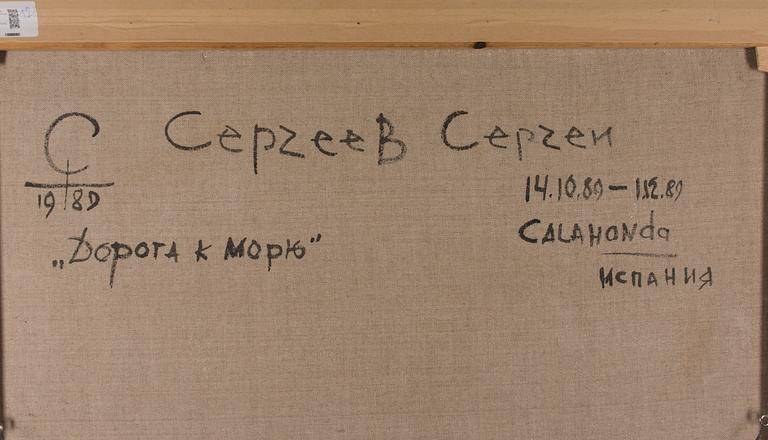 С Сергеев Сергей
1989
14.10.89 — 1.12.89
„Дорога к морю"
CALAHONda
Испания